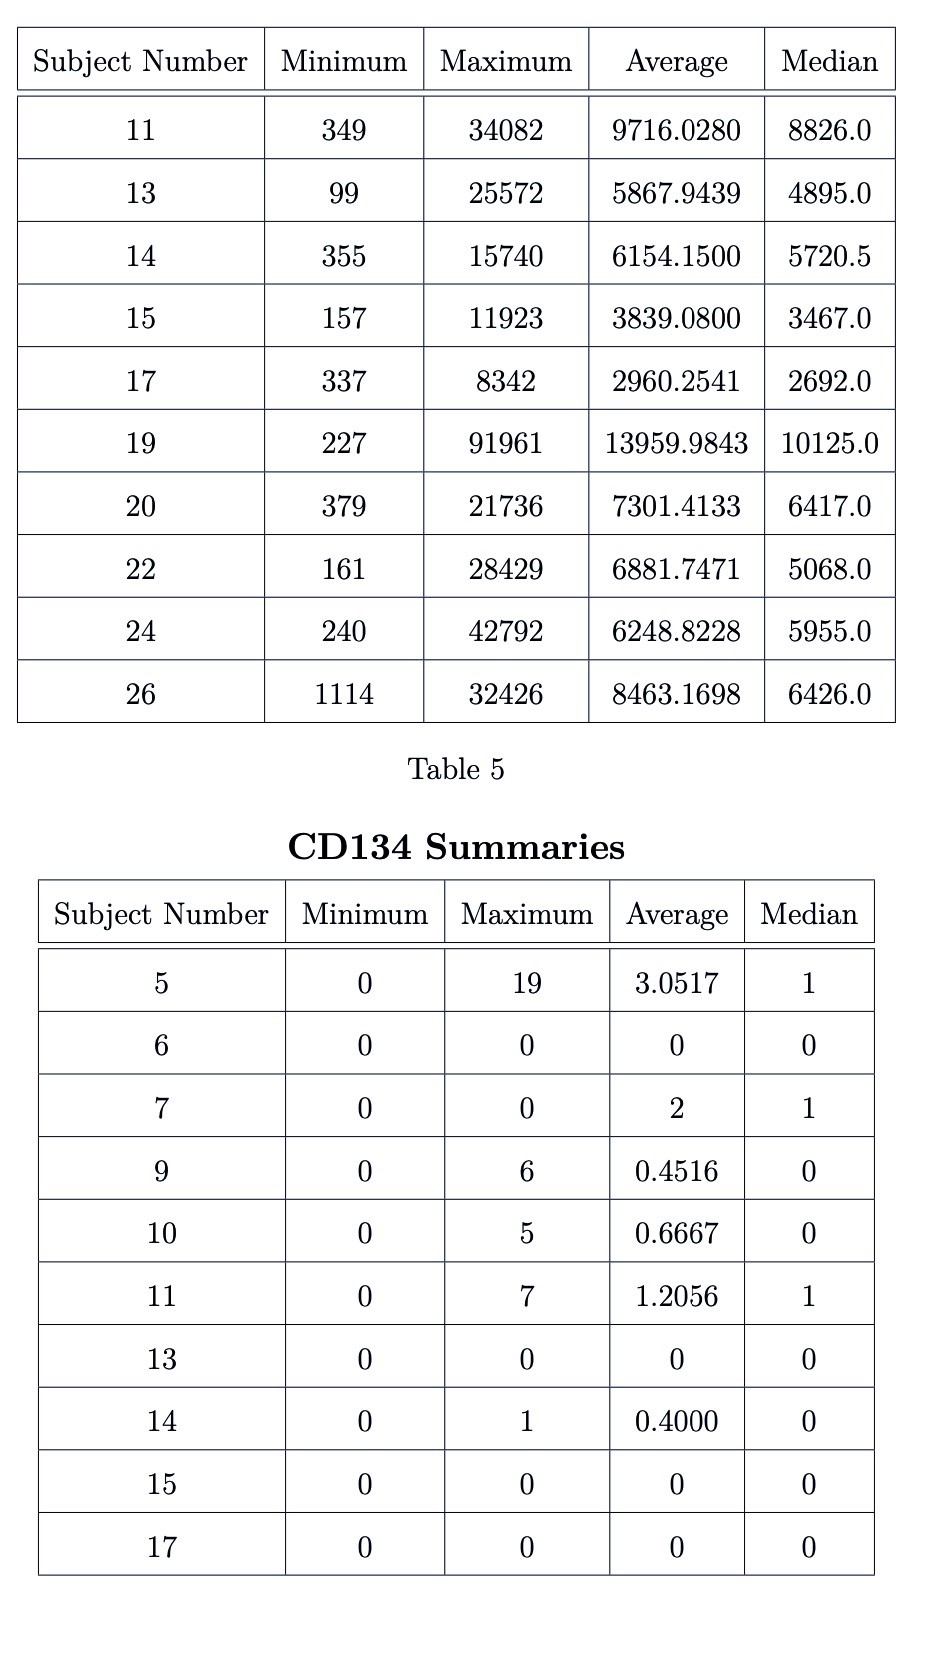 Subject Number Minimum Maximum Average Median
11 349 34082 9716.0280 8826.0
13 99 25572 5867.9439 4895.0
14 355 15740 6154.1500 5720.5
15 157 11923 3839.0800 3467.0
17 337 8342 2960.2541 2692.0
19 227 91961 13959.9843 10125.0
20 379 21736 7301.4133 6417.0
22 161 28429 6881.7471 5068.0
24 240 42792 6248.8228 5955.0
26 1114 32426 8463.1698 6426.0
Table 5
CD134 Summaries
Subject Number Minimum Maximum Average Median
5 0 19 3.0517 1
6 0 0 0 0
7 0 0 2 1
9 0 6 0.4516 0
10 0 5 0.6667 0
11 0 7 1.2056 1
13 0 0 0 0
14 0 1 0.4000 0
15 0 0 0 0
17 0 0 0 0